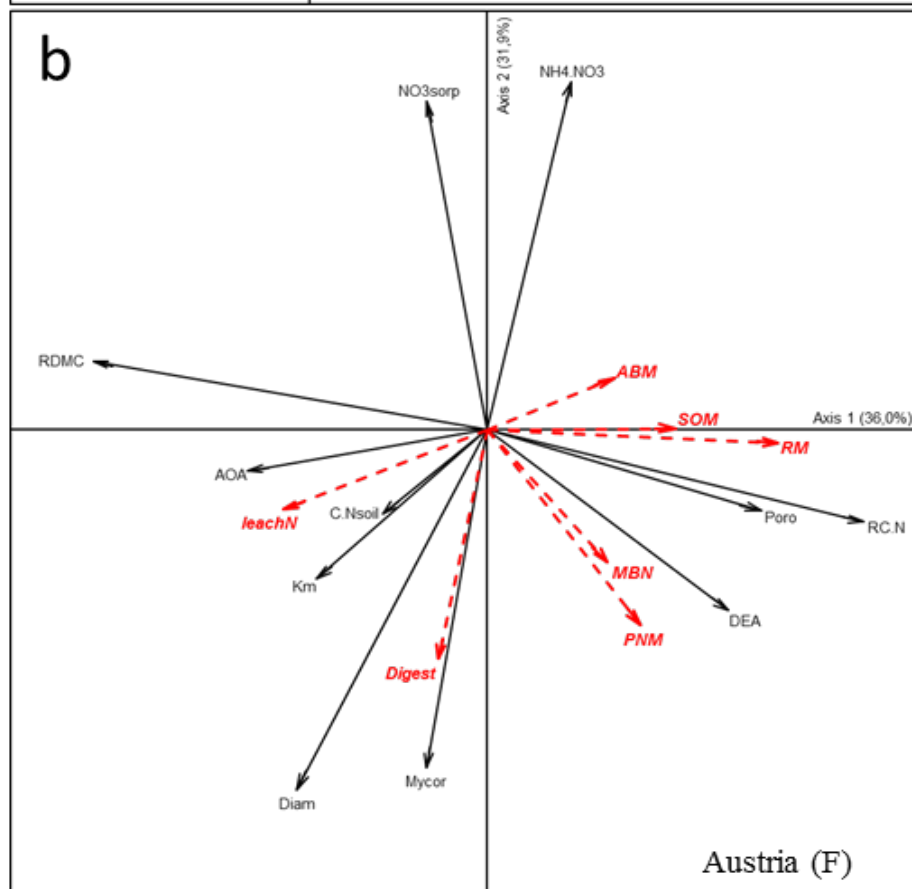 b
Axis 2 (31,9%)
NH4.NO3
NO3sorp
RDMC
ABM
SOM
Axis 1 (36,0%)
RM
AOA
leachN
C.Nsoil
Poro
RC.N
Km
MBN
DEA
PNM
Digest
Mycor
Diam
Austria (F)